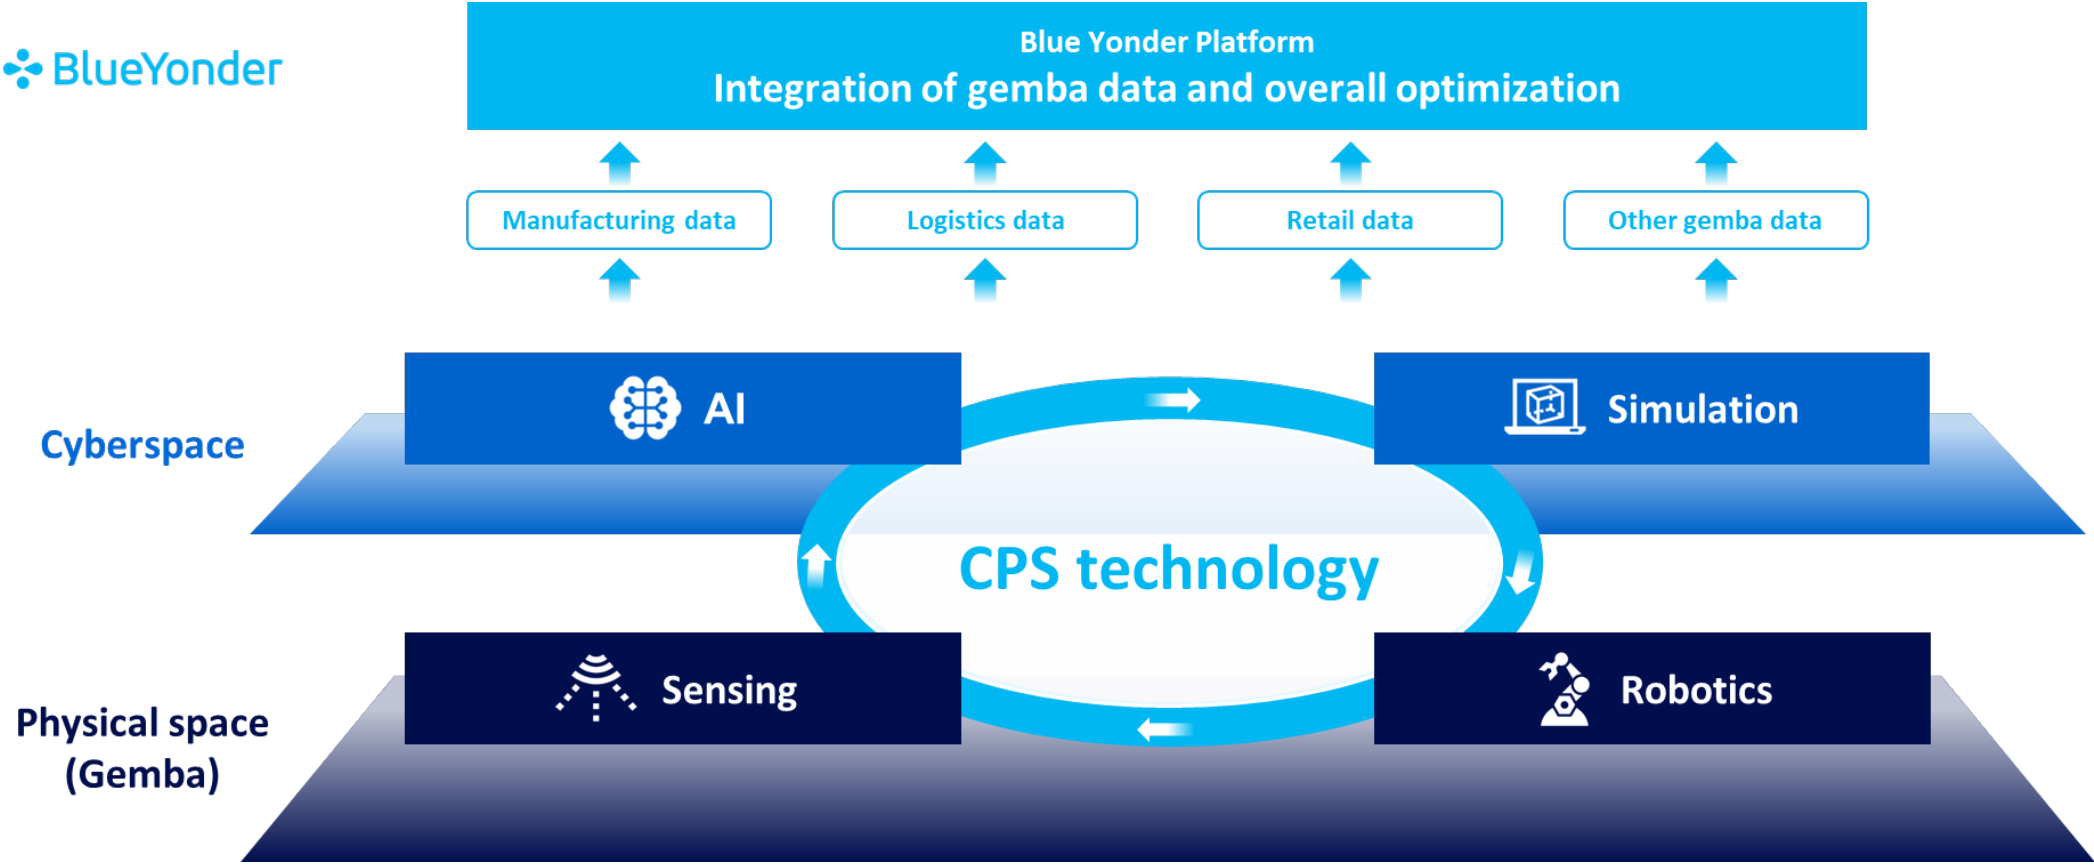 BlueYonder
Blue Yonder Platform
Integration of gemba data and overall optimization
Manufacturing data
Logistics data
Retail data
Other gemba data
Cyberspace
AI
Simulation
CPS technology
Physical space
(Gemba)
Sensing
Robotics